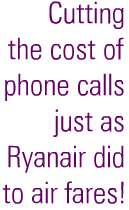 Cutting
the cost of
phone calls
just as
Ryanair did
to air fares!